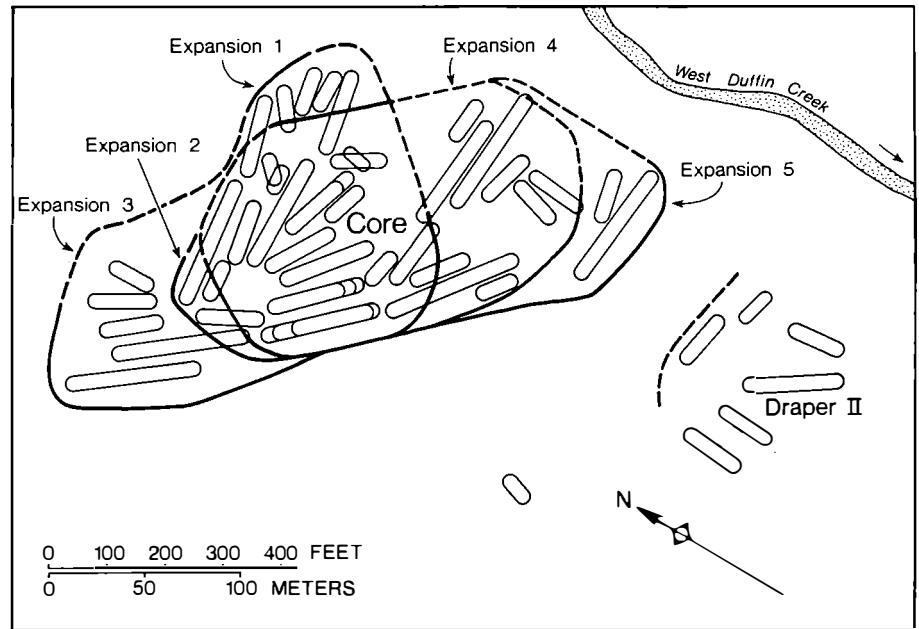 Expansion 1
Expansion 4
West Duffin Creek
Expansion 2
Expansion 5
Expansion 3
Core
Draper II
N
0 100 200 300 400 FEET
0 50 100 METERS